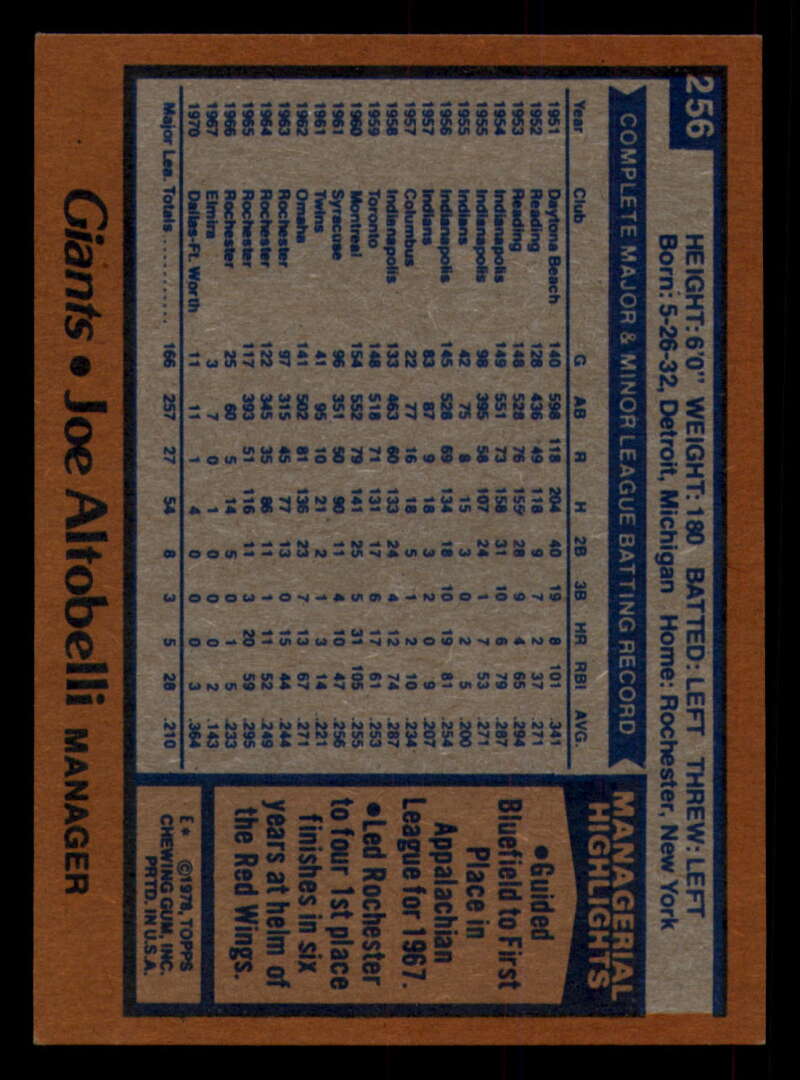 256
HEIGHT: 6'0" WEIGHT: 180 BATTED: LEFT THREW: LEFT
Born: 5-26-32, Detroit, Michigan Home: Rochester, New York
COMPLETE MAJOR & MINOR LEAGUE BATTING RECORD
Year Club G AB R H 2B 3B HR RBI AVG.
1951 Daytona Beach 140 598 118 204 40 19 8 101 .341
1952 Reading 128 436 49 118 9 7 2 37 .271
1953 Reading 148 528 76 155* 28 9 4 65 .294
1954 Indianapolis 149 551 73 158 31 10 6 79 .287
1955 Indianapolis 98 395 58 107 24 1 7 53 .271
1955 Indians 42 75 8 15 3 0 2 5 .200
1956 Indianapolis 145 528 69 134 18 10 19 81 .254
1957 Indians 83 87 9 18 3 2 0 9 .207
1957 Columbus 22 77 16 18 5 1 2 10 .234
1958 Indianapolis 133 463 60 133 24 4 12 74 .287
1959 Toronto 148 518 71 131 17 6 17 61 .253
1960 Montreal 154 552 79 141 25 5 31 105 .255
1961 Syracuse 96 351 50 90 11 4 10 47 .256
1961 Twins 41 95 10 21 2 1 3 14 .221
1962 Omaha 141 502 81 136 23 7 13 67 .271
1963 Rochester 97 315 45 77 13 0 15 44 .244
1964 Rochester 122 345 35 86 11 1 11 52 .249
1965 Rochester 117 393 51 116 11 3 20 59 .295
1966 Rochester 25 60 5 14 5 0 1 5 .233
1967 Elmira 3 7 0 1 0 0 0 2 .143
1970 Dallas-Ft. Worth 11 11 1 4 0 0 0 3 .364
Major Lea. Totals ........... 166 257 27 54 8 3 5 28 .210
MANAGERIAL
HIGHLIGHTS
•Guided
Bluefield to First
Place in
Appalachian
League for 1967.
•Led Rochester
to four 1st place
finishes in six
years at helm of
the Red Wings.
E* ©1978, TOPPS
CHEWING GUM, INC.
PRTD. IN U.S.A.
Giants • Joe Altobelli MANAGER